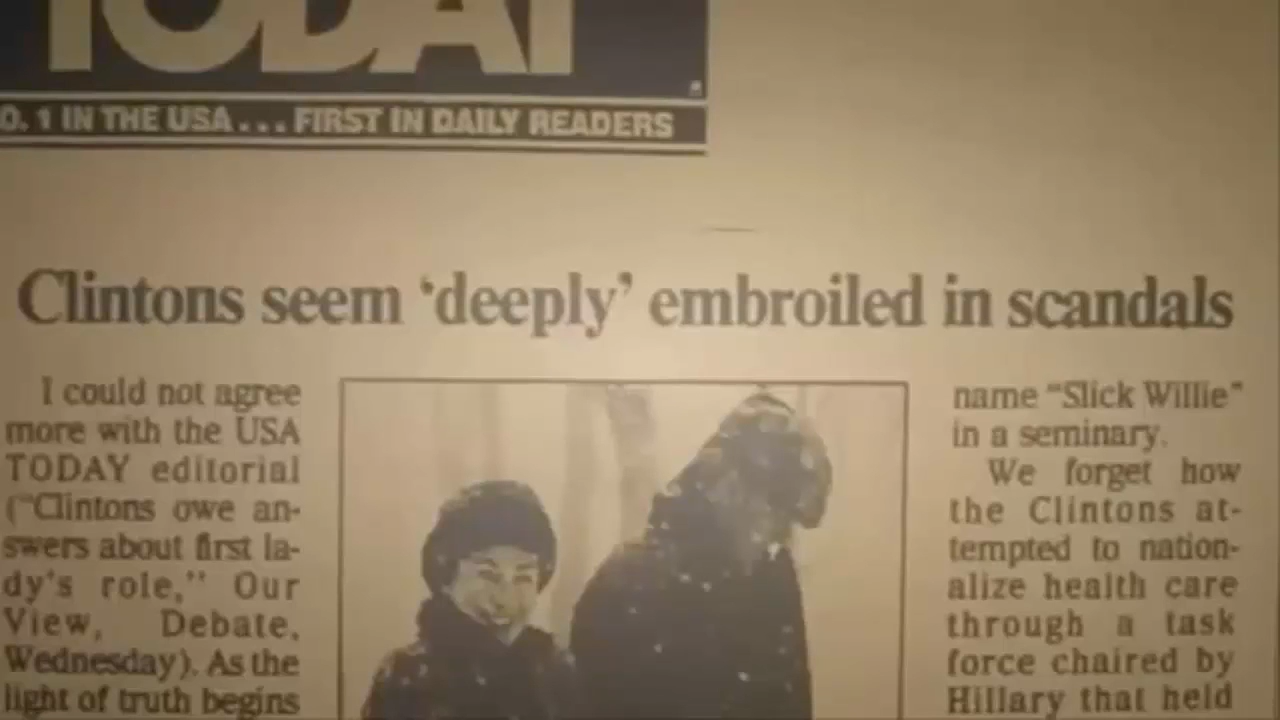 TODAY
O. 1 IN THE USA... FIRST IN DAILY READERS
Clintons seem 'deeply' embroiled in scandals
I could not agree
more with the USA
TODAY editorial
("Clintons owe an-
swers about first la-
dy's role," Our
View, Debate,
Wednesday). As the
light of truth begins
name "Slick Willie"
in a seminary.
We forget how
the Clintons at-
tempted to nation-
alize health care
through a task
force chaired by
Hillary that held